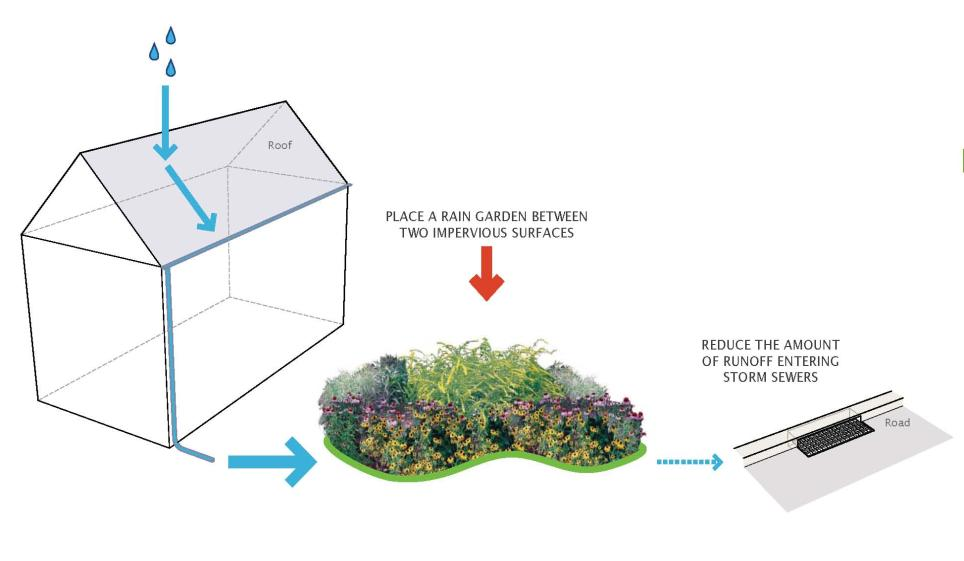 Roof
PLACE A RAIN GARDEN BETWEEN
TWO IMPERVIOUS SURFACES
REDUCE THE AMOUNT
OF RUNOFF ENTERING
STORM SEWERS
Road